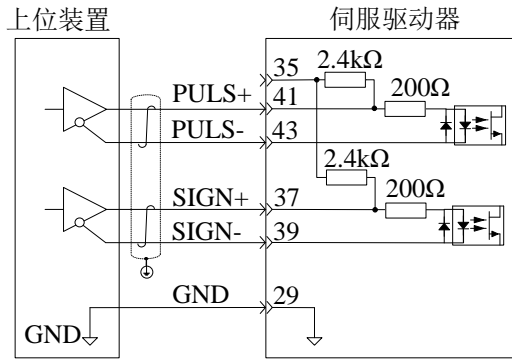 上位装置
伺服驱动器
35
2.4kΩ
PULS+
41
200Ω
PULS-
43
2.4kΩ
SIGN+
37
200Ω
SIGN-
39
GND
29
GND